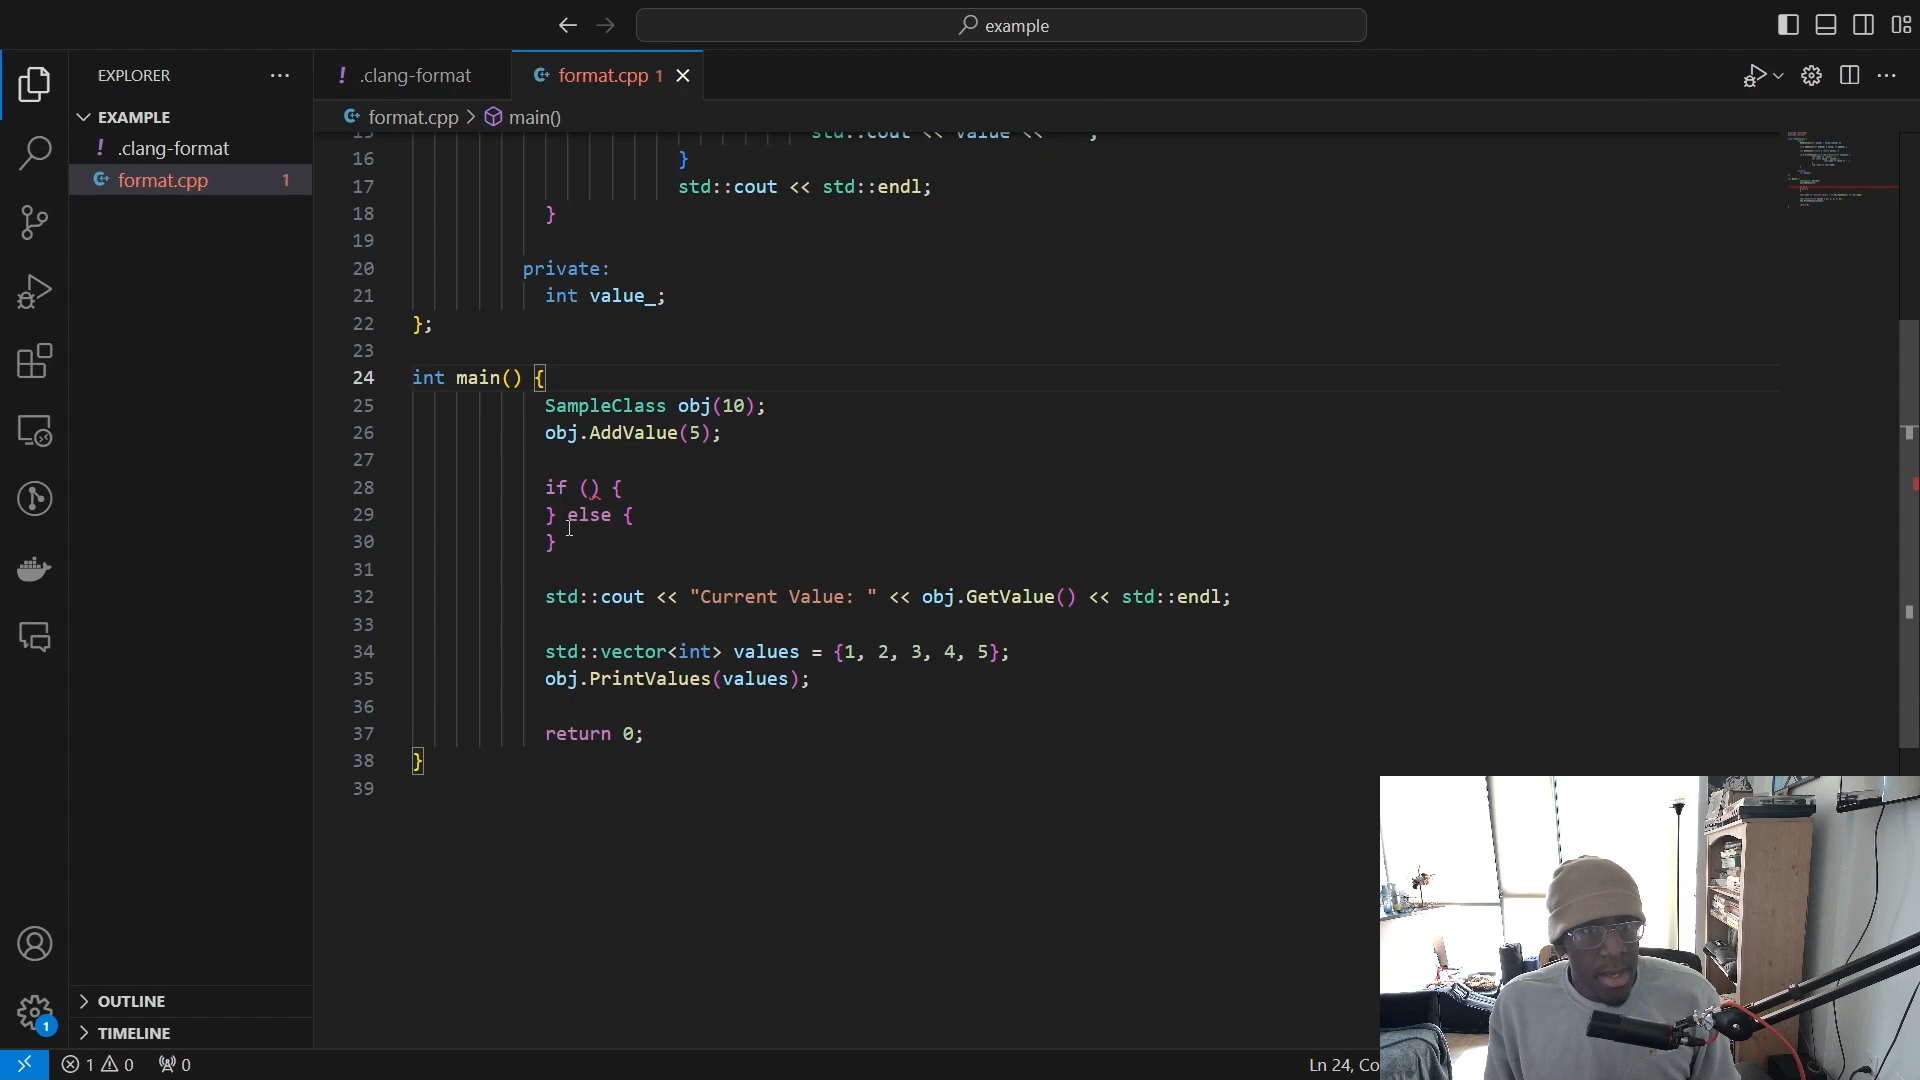 example
EXPLORER
EXAMPLE
.clang-format
format.cpp 1
OUTLINE
TIMELINE
.clang-format
format.cpp 1
format.cpp > main()
16 }
17 std::cout << std::endl;
18 }
19
20 private:
21 int value_;
22 };
23
24 int main() {
25 SampleClass obj(10);
26 obj.AddValue(5);
27
28 if () {
29 } else {
30 }
31
32 std::cout << "Current Value: " << obj.GetValue() << std::endl;
33
34 std::vector<int> values = {1, 2, 3, 4, 5};
35 obj.PrintValues(values);
36
37 return 0;
38 }
39
1
1 0 0
Ln 24,